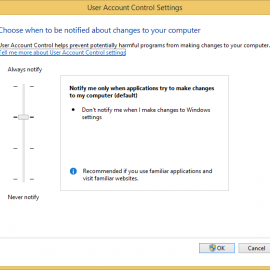 User Account Control Settings
Choose when to be notified about changes to your computer
User Account Control helps prevent potentially harmful programs from making changes to your computer.
Tell me more about User Account Control settings
Always notify
Notify me only when applications try to make changes
to my computer (default)
Don't notify me when I make changes to Windows
settings
Recommended if you use familiar applications and
visit familiar websites.
Never notify
OK
Cancel